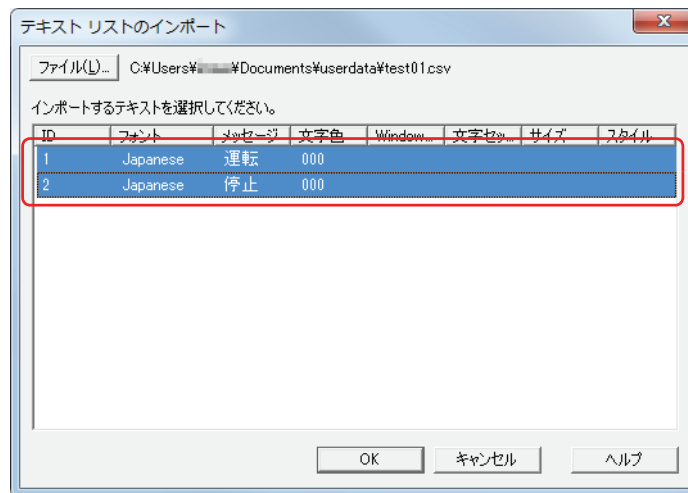 テキスト リストのインポート
ファイル(L)... C:¥Users¥ ¥Documents¥userdata¥test01.csv
インポートするテキストを選択してください。
ID フォント メッセージ 文字色 Window... 文字セッ... サイズ スタイル
1 Japanese 運転 000
2 Japanese 停止 000
OK キャンセル ヘルプ